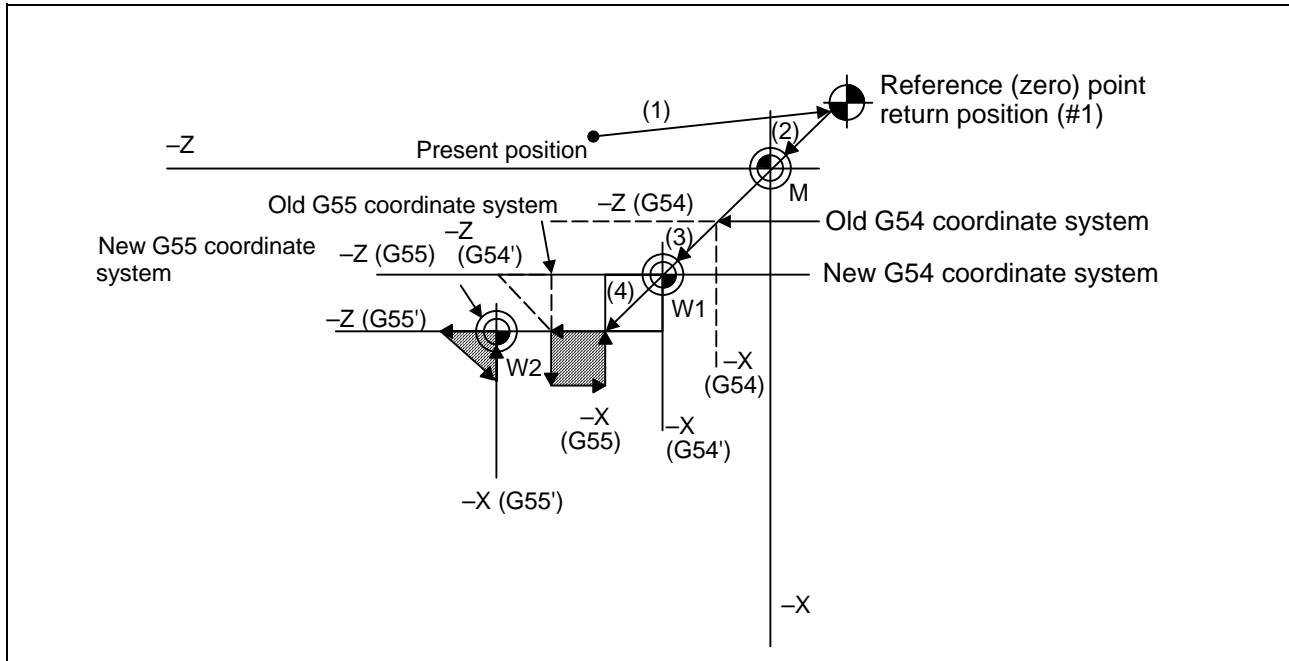 Reference (zero) point
return position (#1)
(1)
(2)
Present position
–Z
M
Old G55 coordinate system
–Z (G54)
Old G54 coordinate system
New G55 coordinate
system
–Z
(G54')
–Z (G55)
(3)
New G54 coordinate system
(4)
W1
–Z (G55')
W2
–X
(G54)
–X
(G55)
–X
(G54')
–X (G55')
–X